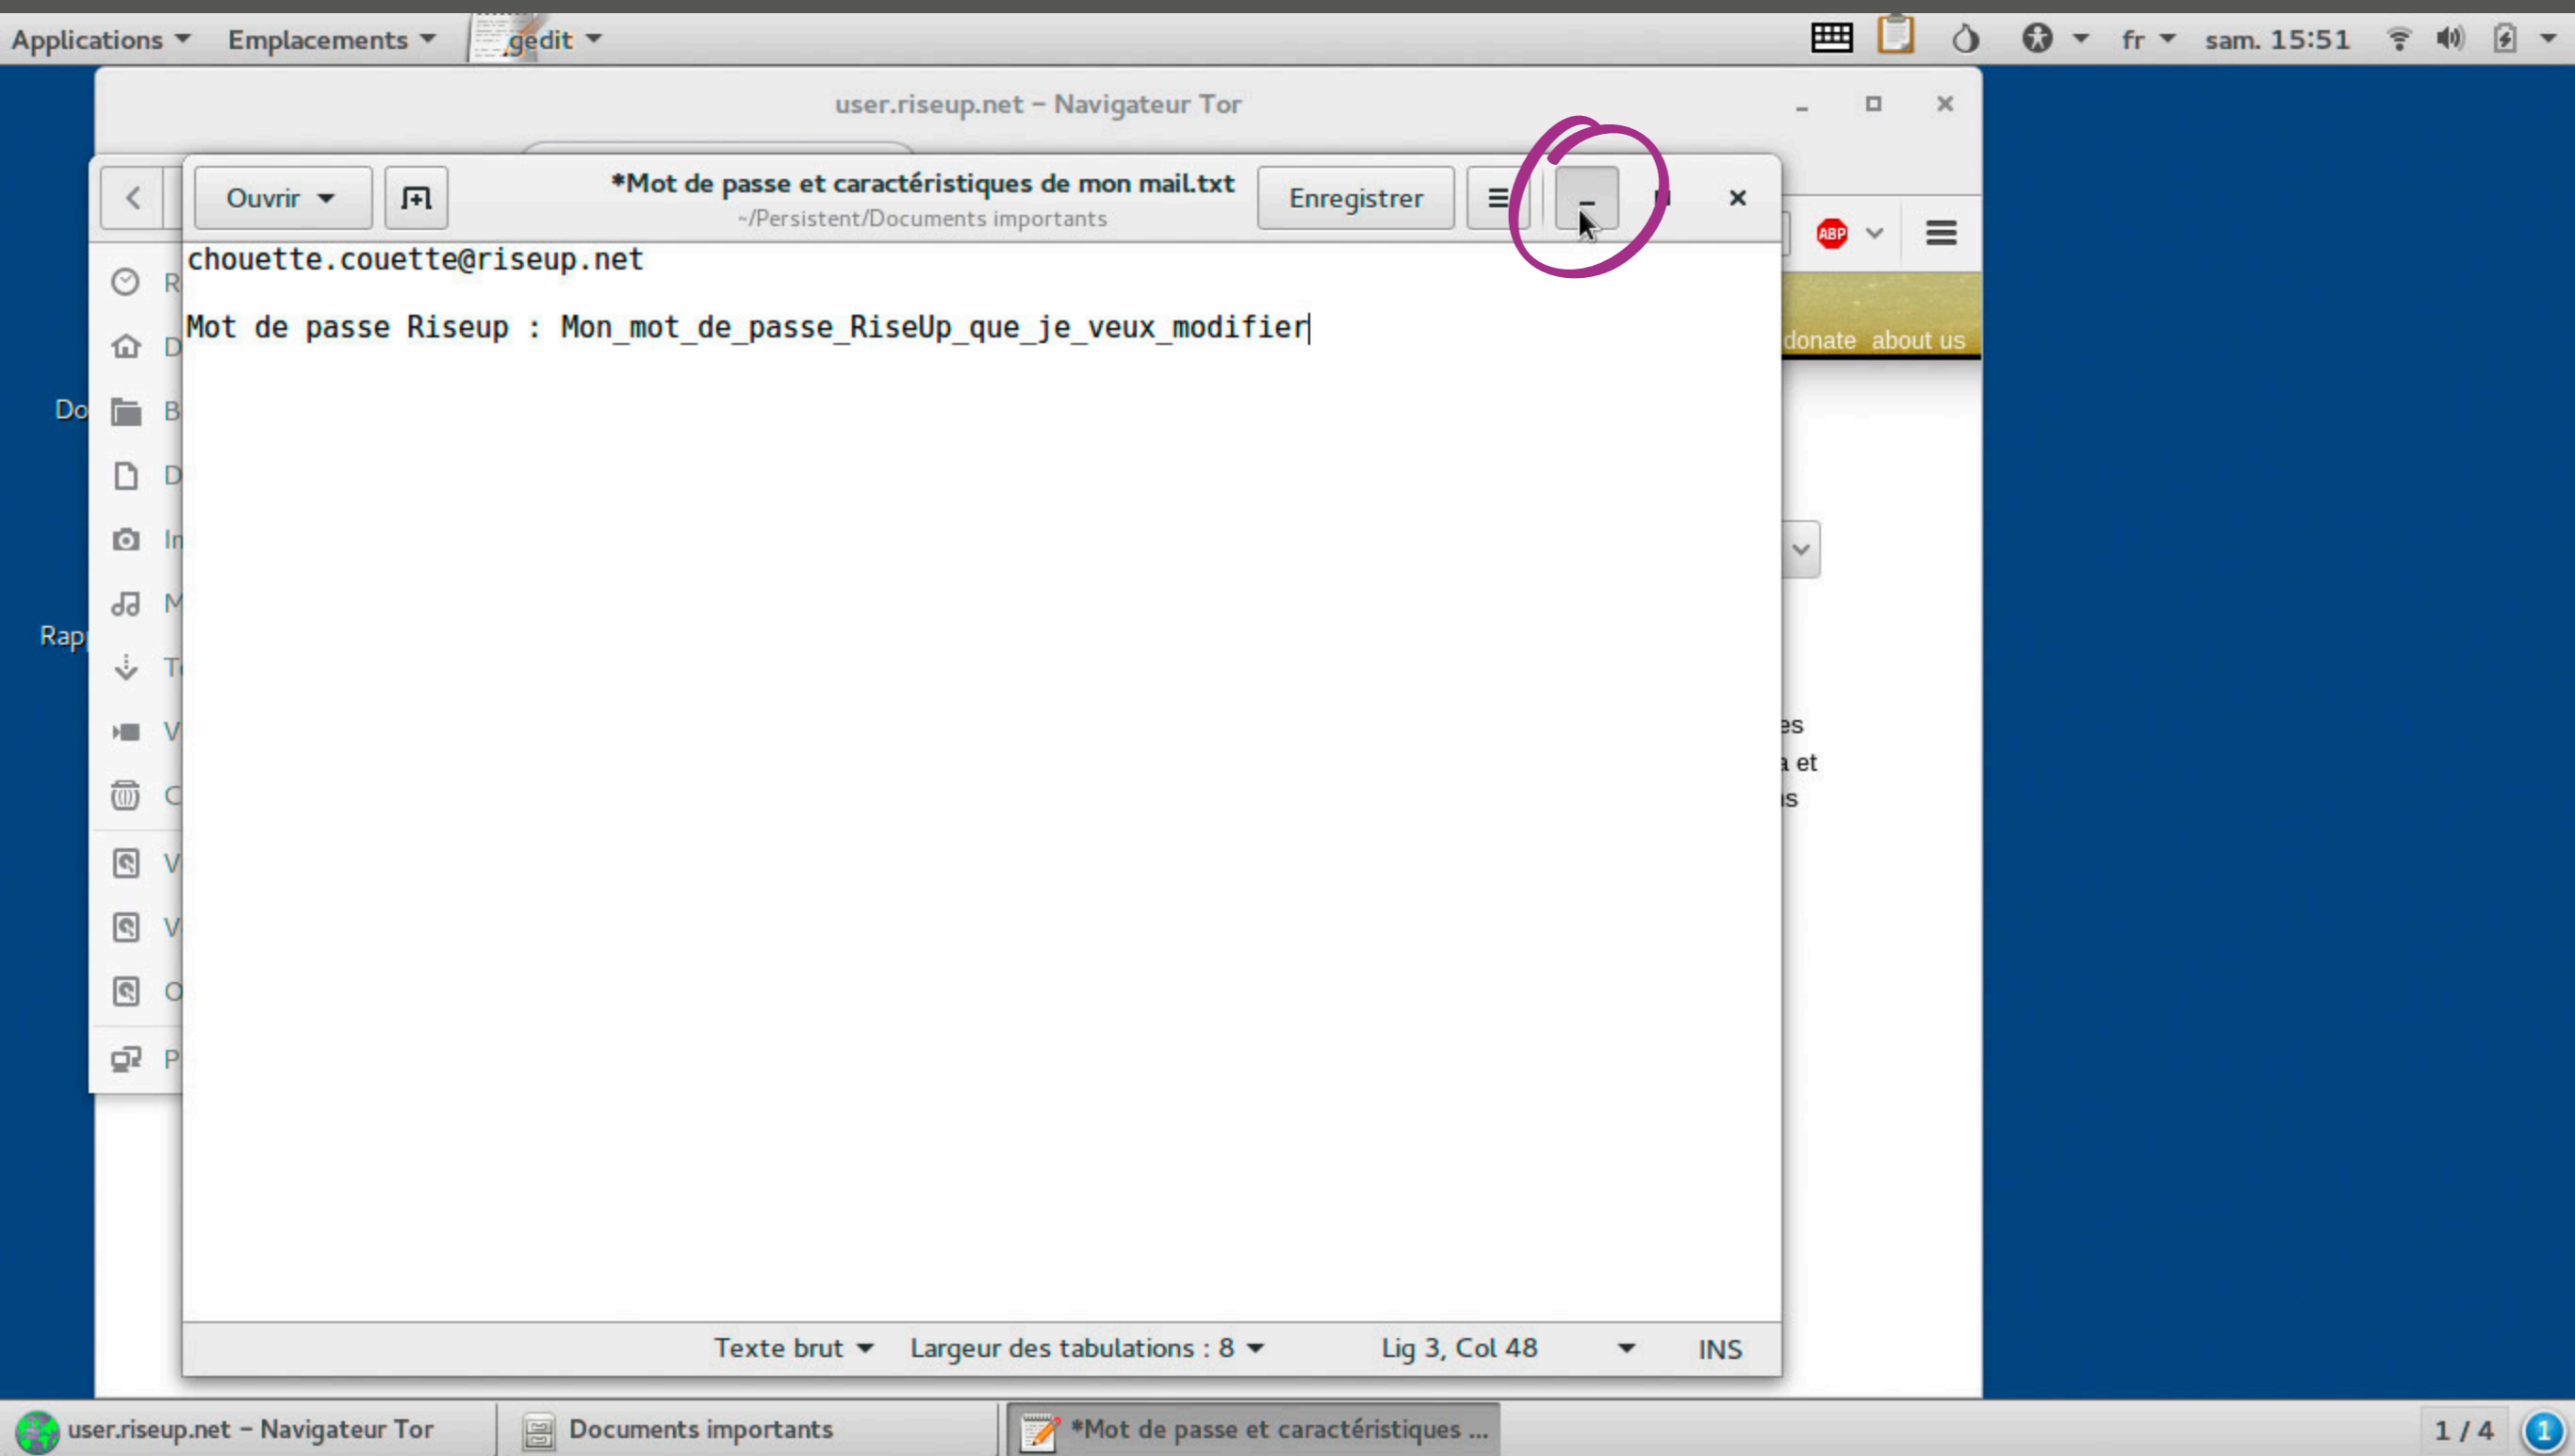 Applications Emplacements gedit fr sam. 15:51
user.riseup.net – Navigateur Tor
Ouvrir *Mot de passe et caractéristiques de mon mail.txt Enregistrer
~/Persistent/Documents importants
ABP
chouette.couette@riseup.net
Mot de passe Riseup : Mon_mot_de_passe_RiseUp_que_je_veux_modifier
donate about us
et
Texte brut Largeur des tabulations : 8 Lig 3, Col 48 INS
user.riseup.net – Navigateur Tor Documents importants *Mot de passe et caractéristiques ... 1 / 4 1